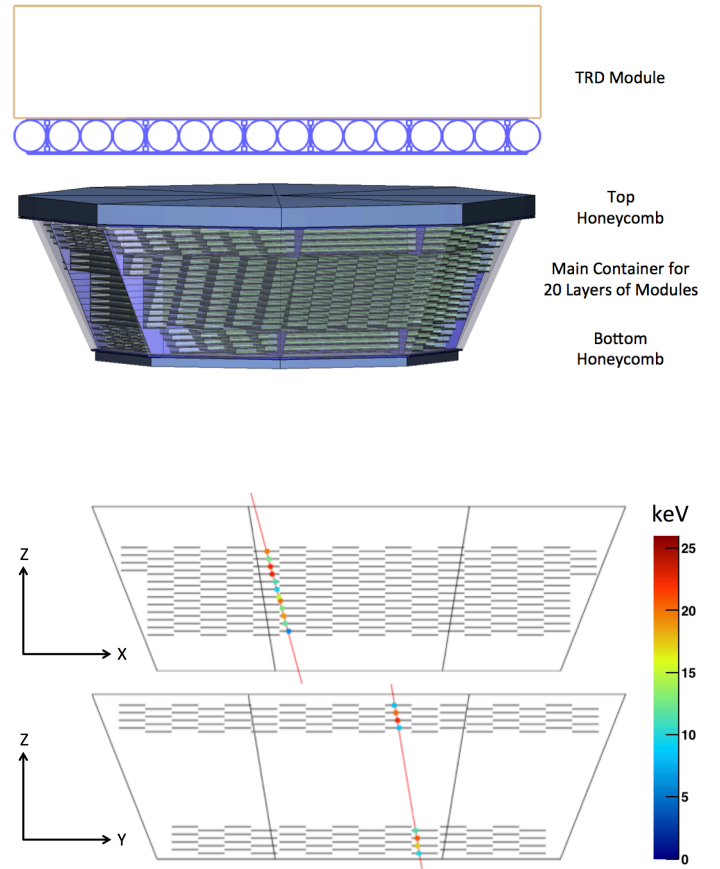 TRD Module
Top
Honeycomb
Main Container for
20 Layers of Modules
Bottom
Honeycomb
keV
Z
X
Z
Y
25
20
15
10
5
0